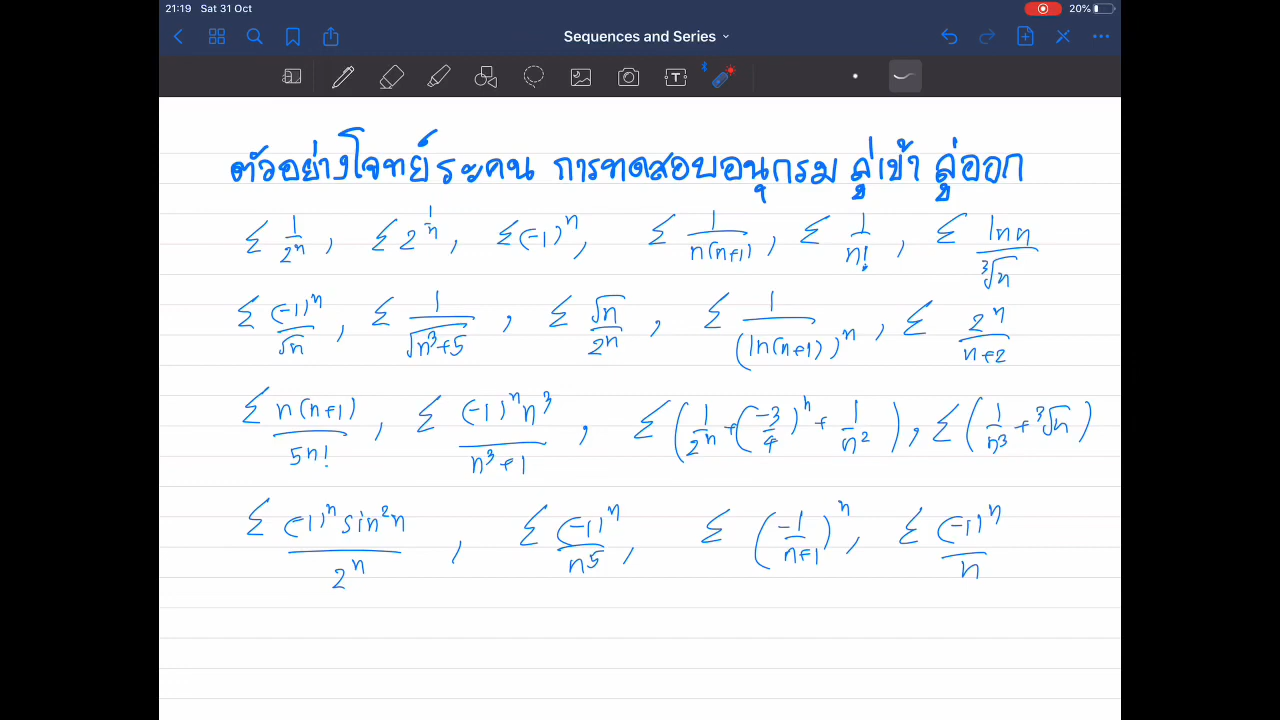 21:19 Sat 31 Oct 20%
Sequences and Series
T
ตัวอย่างโจทย์ระคน การทดสอบอนุกรม ลู่เข้า ลู่ออก
∑ 1/2^n , ∑ 2^(1/n) , ∑ (-1)^n , ∑ 1/(n(n+1)) , ∑ 1/n! , ∑ ln n/∛n
∑ (-1)^n/√n , ∑ 1/√(n^3+5) , ∑ √n/2^n , ∑ 1/(ln(n+1))^n , ∑ 2^n/(n+2)
∑ n(n+1)/5n! , ∑ (-1)^n n^3/(n^3+1) , ∑ (1/2^n + (-3/4)^n + 1/n^2) , ∑ (1/n^3 + ∛n)
∑ (-1)^n sin^2 n/2^n , ∑ (-1)^n/n^5 , ∑ (-1/(n+1))^n , ∑ (-1)^n/n